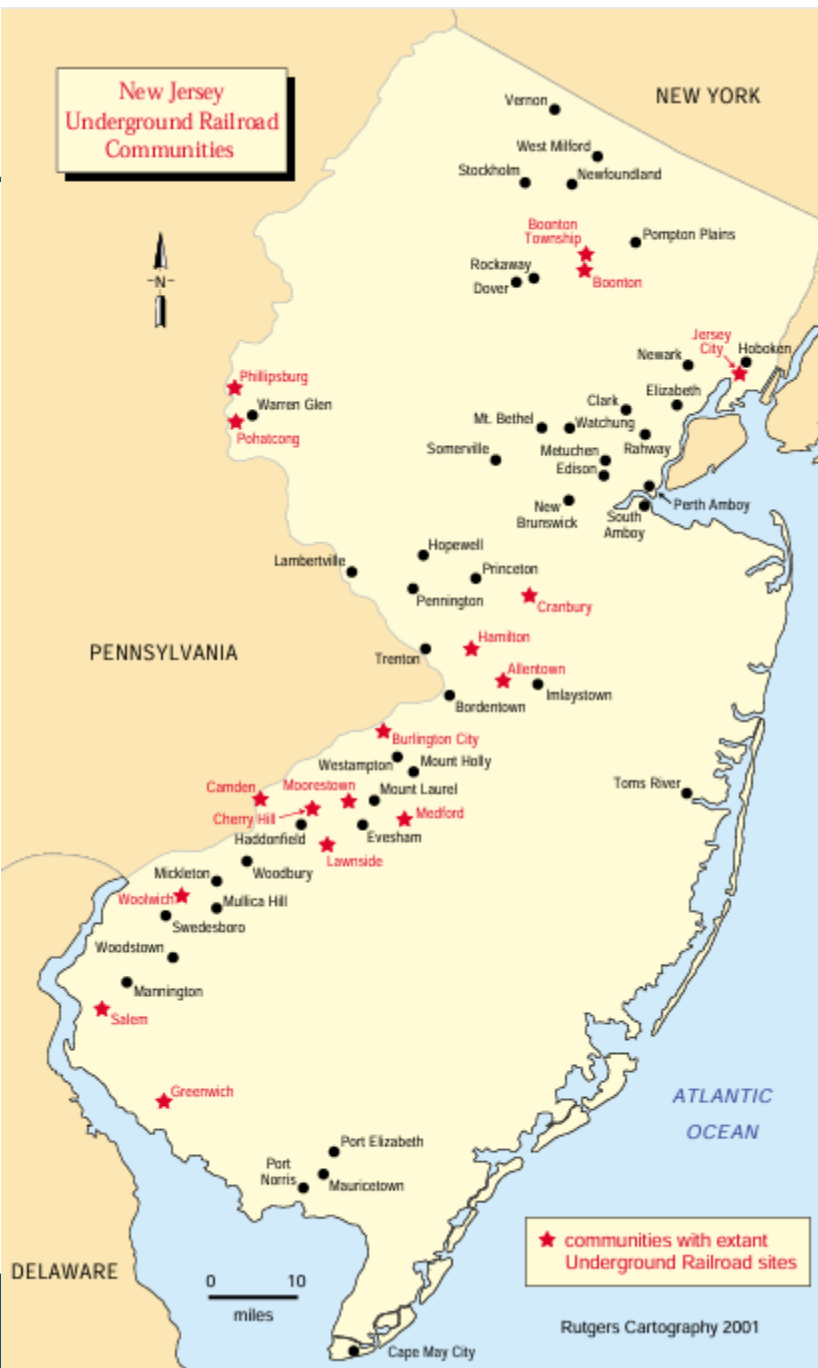 New Jersey
Underground Railroad
Communities
NEW YORK
Vernon
West Milford
Stockholm
Newfoundland
Boonton
Township
Pompton Plains
Rockaway
Boonton
Dover
-N-
Jersey
City
Hoboken
Newark
Phillipsburg
Elizabeth
Clark
Warren Glen
Mt. Bethel
Watchung
Pohatcong
Rahway
Somerville
Metuchen
Edison
Perth Amboy
New
Brunswick
South
Amboy
Hopewell
Lambertville
Princeton
Pennington
Cranbury
Hamilton
PENNSYLVANIA
Trenton
Allentown
Imlaystown
Bordentown
Burlington City
Westampton
Mount Holly
Toms River
Camden
Moorestown
Mount Laurel
Cherry Hill
Medford
Haddonfield
Evesham
Lawnside
Woodbury
Mickleton
Woolwich
Mullica Hill
Swedesboro
Woodstown
Mannington
Salem
Greenwich
ATLANTIC
OCEAN
Port Elizabeth
Port
Norris
Mauricetown
communities with extant
Underground Railroad sites
DELAWARE
0 10
miles
Rutgers Cartography 2001
Cape May City